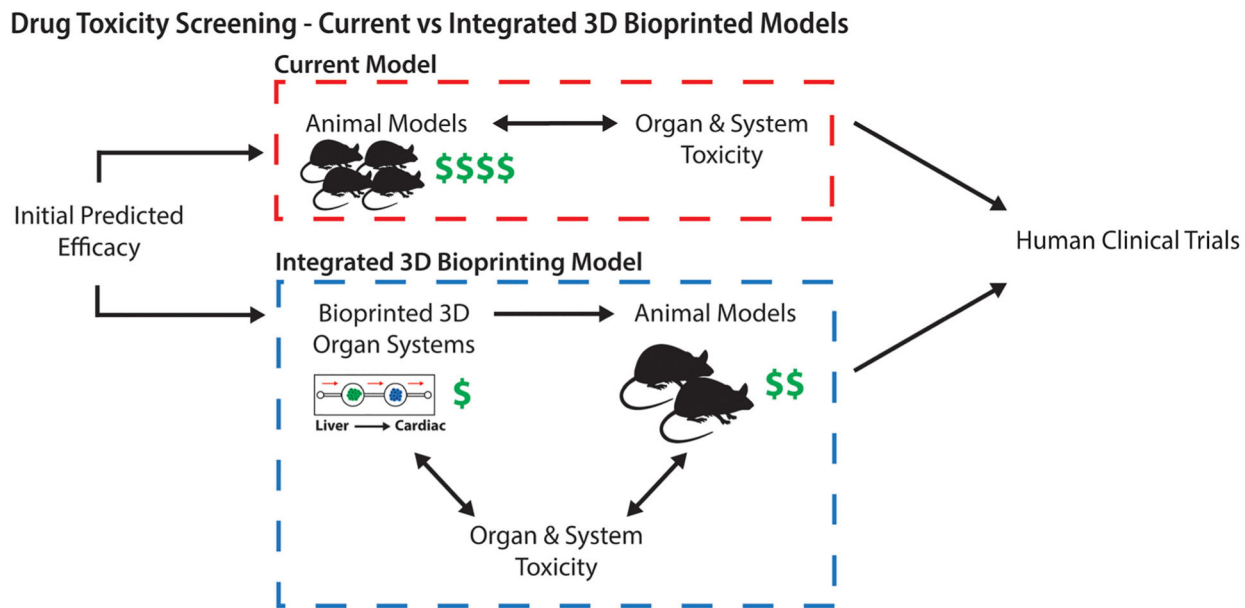 Drug Toxicity Screening - Current vs Integrated 3D Bioprinted Models
Current Model
Animal Models
$$$$
Organ & System
Toxicity
Initial Predicted
Efficacy
Human Clinical Trials
Integrated 3D Bioprinting Model
Bioprinted 3D
Organ Systems
$
Liver
Cardiac
Animal Models
$$
Organ & System
Toxicity